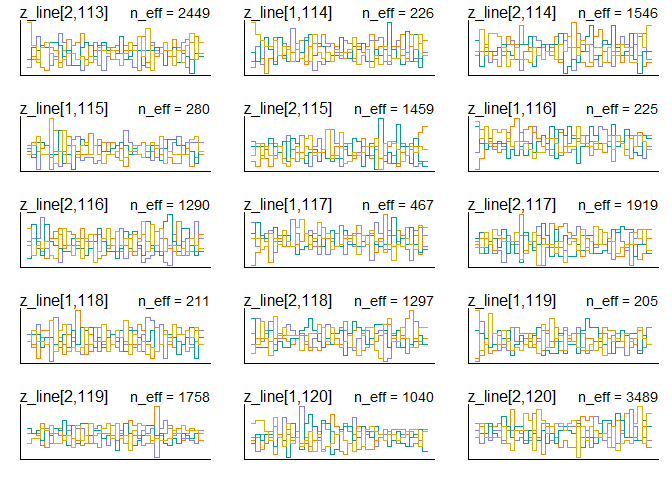 z_line[2,113] n_eff = 2449
z_line[1,114] n_eff = 226
z_line[2,114] n_eff = 1546
z_line[1,115] n_eff = 280
z_line[2,115] n_eff = 1459
z_line[1,116] n_eff = 225
z_line[2,116] n_eff = 1290
z_line[1,117] n_eff = 467
z_line[2,117] n_eff = 1919
z_line[1,118] n_eff = 211
z_line[2,118] n_eff = 1297
z_line[1,119] n_eff = 205
z_line[2,119] n_eff = 1758
z_line[1,120] n_eff = 1040
z_line[2,120] n_eff = 3489